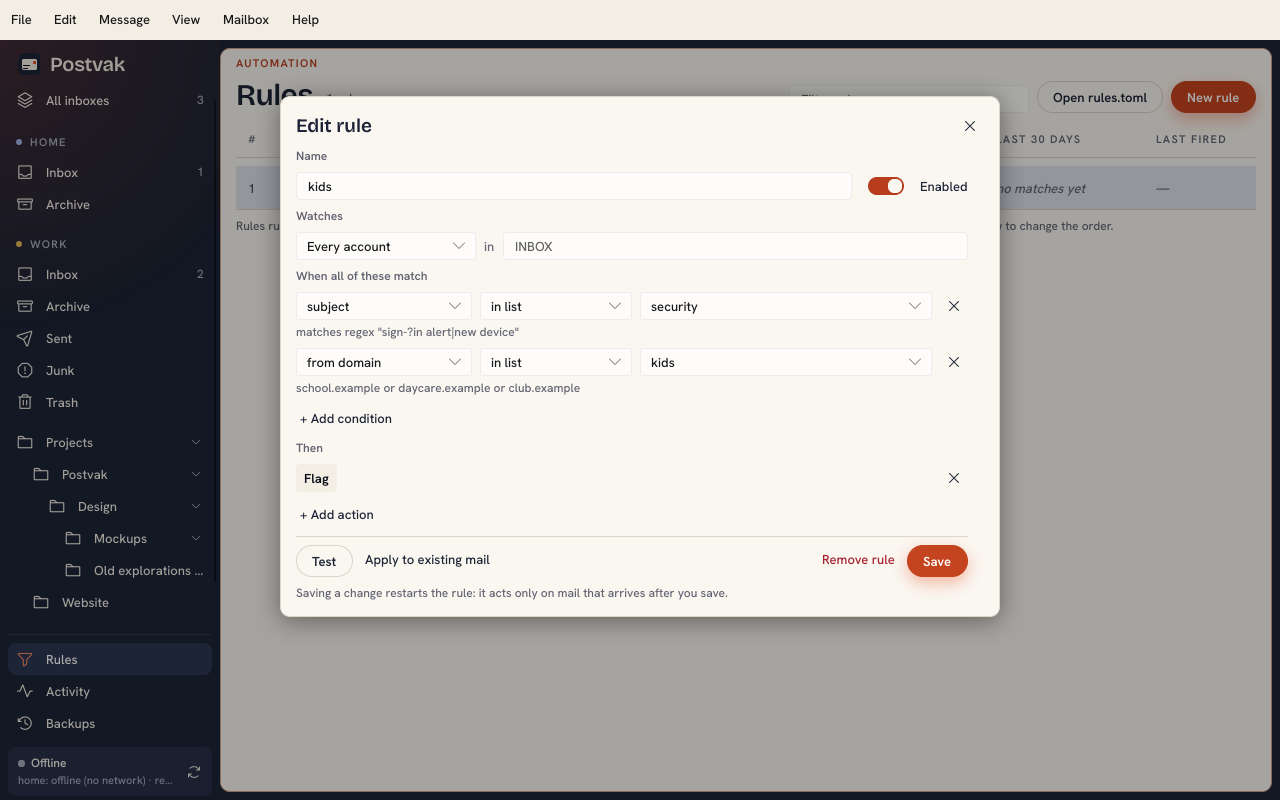 File Edit Message View Mailbox Help
Postvak
All inboxes 3
HOME
Inbox 1
Archive
WORK
Inbox 2
Archive
Sent
Junk
Trash
Projects
Postvak
Design
Mockups
Old explorations ...
Website
Rules
Activity
Backups
Offline
home: offline (no network) · re...
AUTOMATION
Rules
Open rules.toml
New rule
# LAST 30 DAYS LAST FIRED
1 no matches yet —
Rules ru
to change the order.
Edit rule
Name
kids
Enabled
Watches
Every account in INBOX
When all of these match
subject in list security
matches regex "sign-?in alert|new device"
from domain in list kids
school.example or daycare.example or club.example
+ Add condition
Then
Flag
+ Add action
Test Apply to existing mail Remove rule Save
Saving a change restarts the rule: it acts only on mail that arrives after you save.